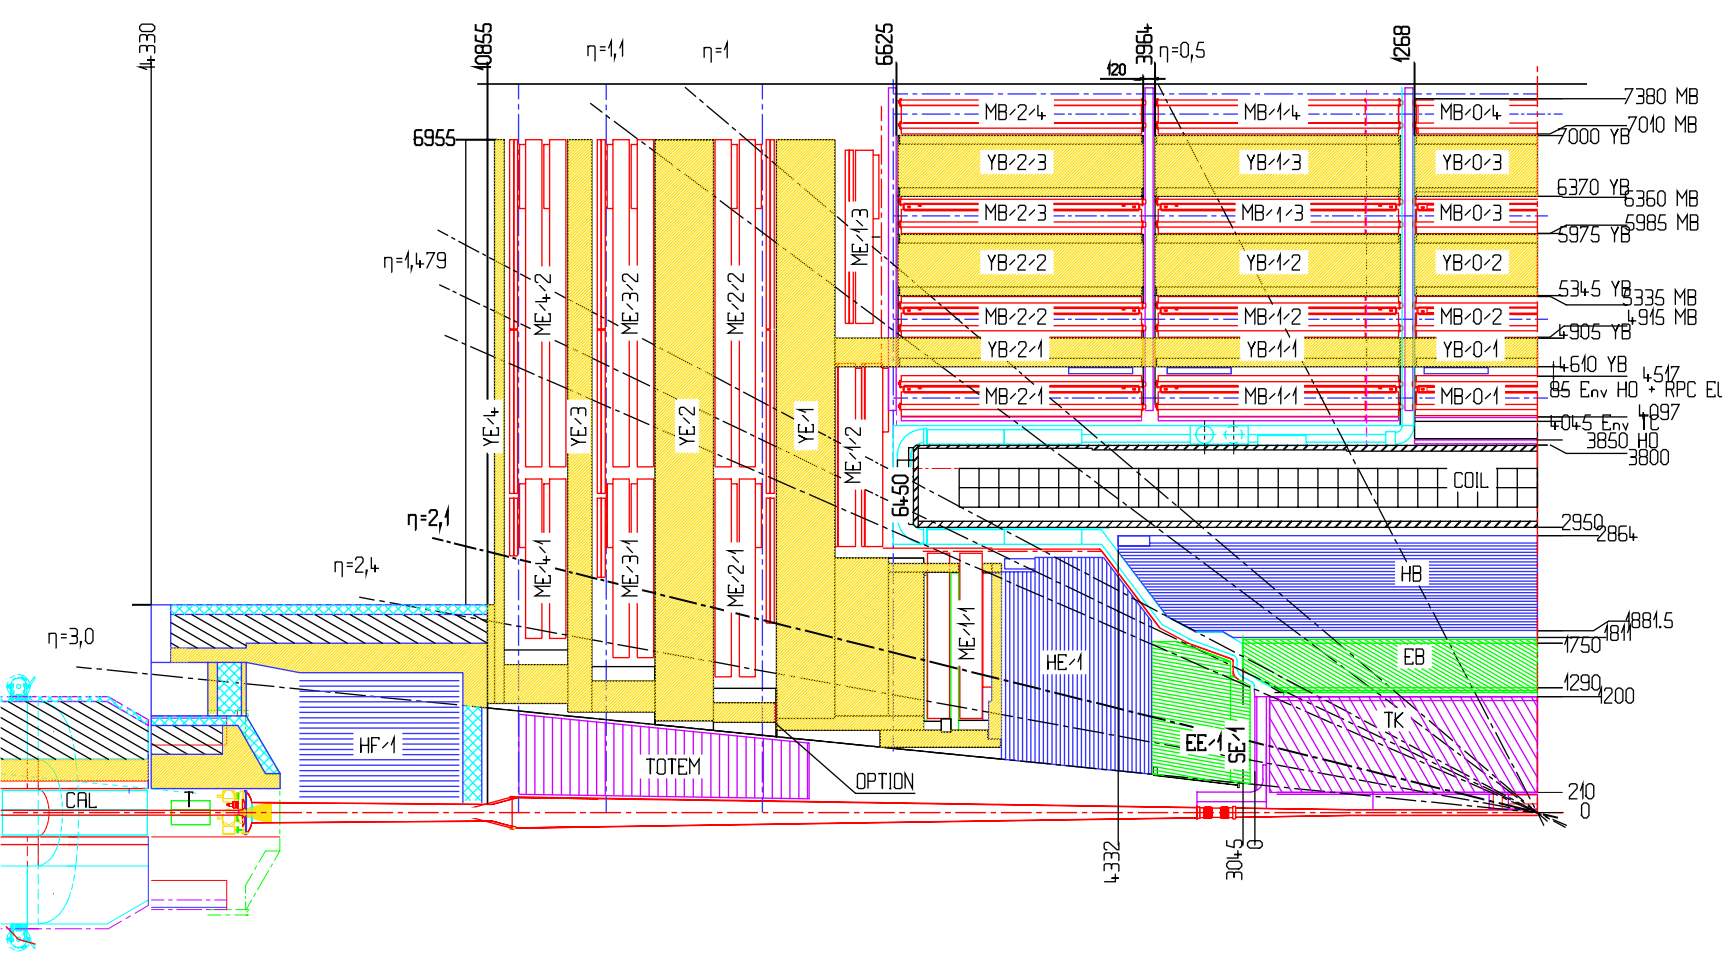 14330
10855
η=1,1
η=1
6625
3964
120
η=0,5
1268
7380 MB
7010 MB
7000 YB
MB/2/4
MB/1/4
MB/0/4
6955
YB/2/3
YB/1/3
YB/0/3
6370 YB
6360 MB
MB/2/3
MB/1/3
MB/0/3
5985 MB
5975 YB
ME/1/3
η=1,479
YB/2/2
YB/1/2
YB/0/2
5345 YB
5335 MB
ME/4/2
ME/3/2
ME/2/2
MB/2/2
MB/1/2
MB/0/2
4915 MB
4905 YB
YB/2/1
YB/1/1
YB/0/1
4610 YB
4517
85 Env HO + RPC EL
MB/2/1
MB/1/1
MB/0/1
4097
4045 Env TC
3850 HO
3800
YE/4
YE/3
YE/2
YE/1
ME/1/2
6450
COIL
η=2,1
2950
2864
η=2,4
ME/4/1
ME/3/1
ME/2/1
HB
η=3,0
ME/1/1
HE/1
1881.5
1811
1750
EB
1290
1200
TK
HF/1
EE/1
SE/1
TOTEM
OPTION
CAL
T
210
0
4332
3045
0